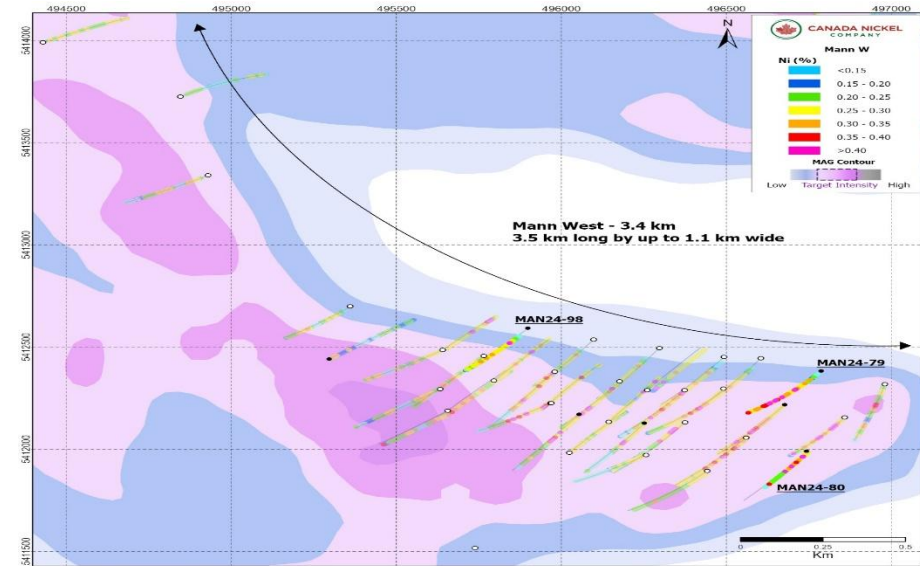 494500 495000 495500 496000 496500 497000
5414000
5413500
5413000
5412500
5412000
5411500
N
CANADA NICKEL
COMPANY
Mann W
Ni (%)
<0.15
0.15 - 0.20
0.20 - 0.25
0.25 - 0.30
0.30 - 0.35
0.35 - 0.40
>0.40
MAG Contour
Low Target Intensity High
Mann West - 3.4 km
3.5 km long by up to 1.1 km wide
MAN24-98
MAN24-79
MAN24-80
0 0.25 0.5
Km